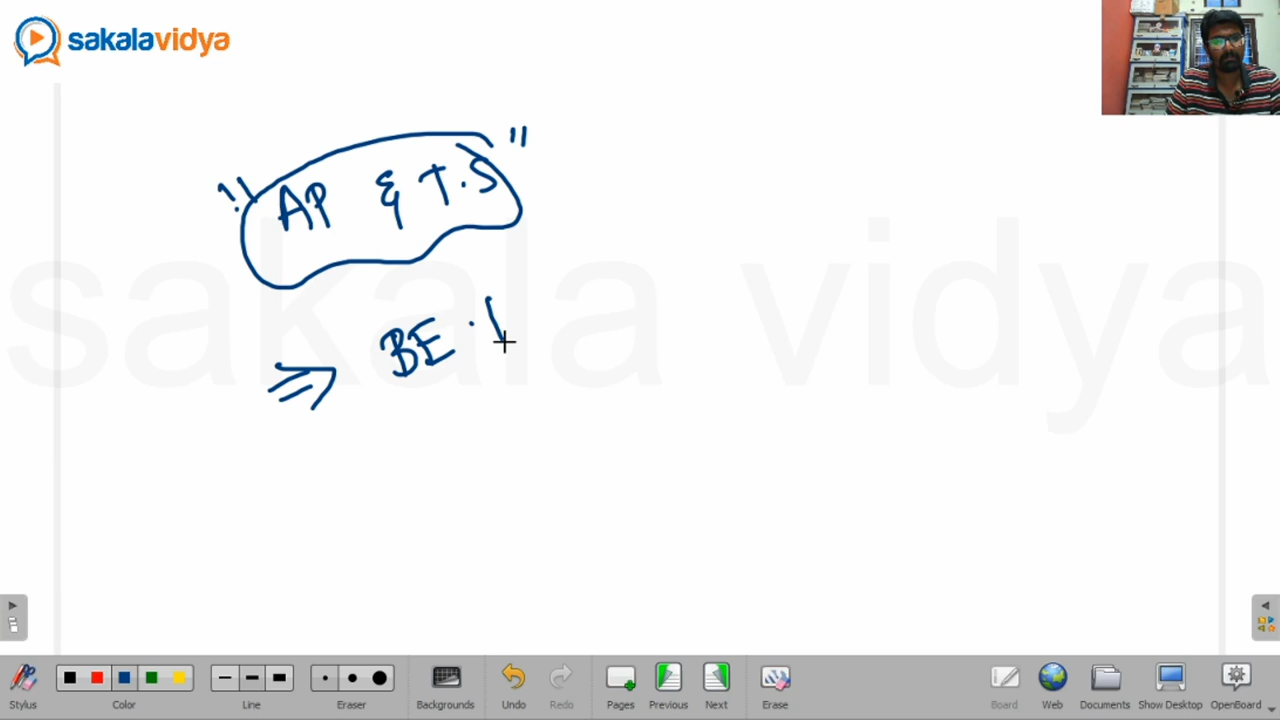 sakalavidya
"AP & T.S"
⇒ BE.
sakala vidya
Stylus Color Line Eraser Backgrounds Undo Redo Pages Previous Next Erase Board Web Documents Show Desktop OpenBoard